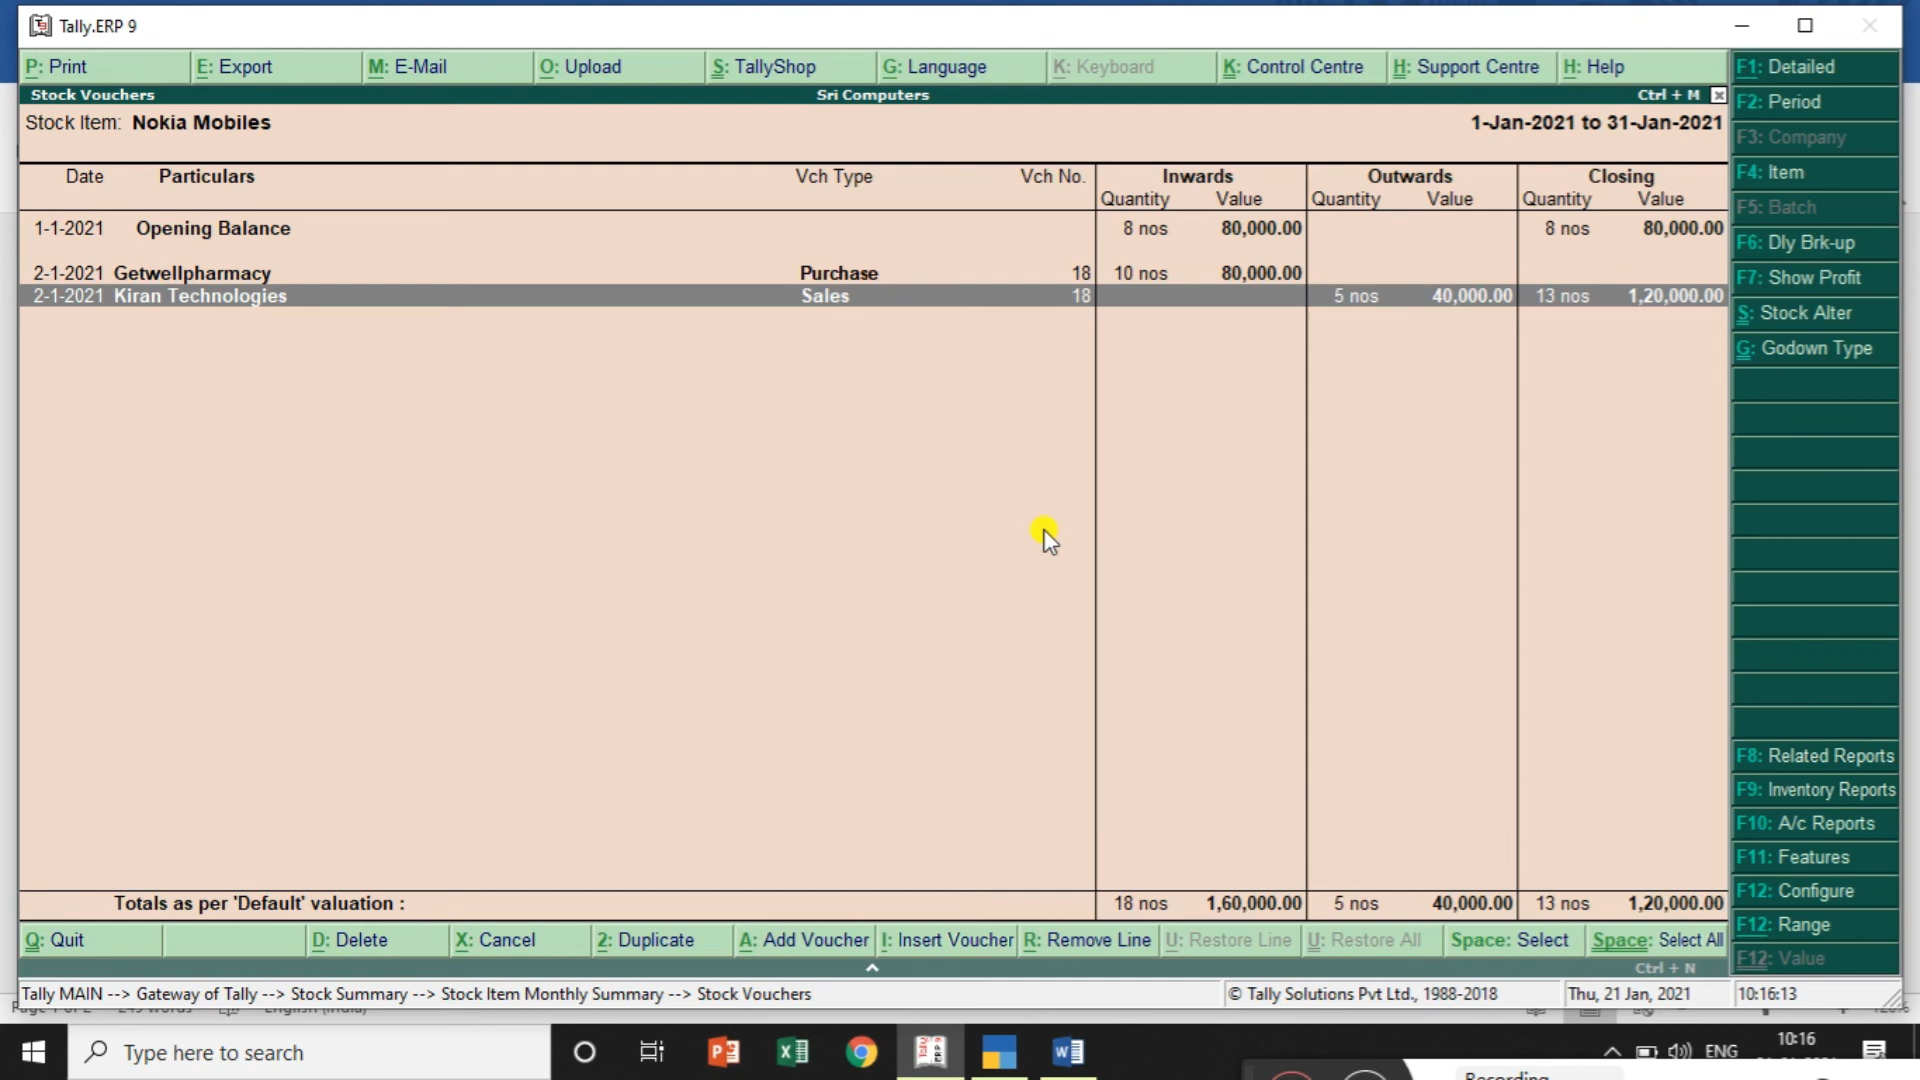 Tally.ERP 9
P: Print E: Export M: E-Mail O: Upload S: TallyShop G: Language K: Keyboard K: Control Centre H: Support Centre H: Help
Stock Vouchers Sri Computers Ctrl + M
Stock Item: Nokia Mobiles 1-Jan-2021 to 31-Jan-2021
Date Particulars Vch Type Vch No. Inwards Outwards Closing
Quantity Value Quantity Value Quantity Value
1-1-2021 Opening Balance 8 nos 80,000.00 8 nos 80,000.00
2-1-2021 Getwellpharmacy Purchase 18 10 nos 80,000.00
2-1-2021 Kiran Technologies Sales 18 5 nos 40,000.00 13 nos 1,20,000.00
Totals as per 'Default' valuation : 18 nos 1,60,000.00 5 nos 40,000.00 13 nos 1,20,000.00
Q: Quit D: Delete X: Cancel 2: Duplicate A: Add Voucher I: Insert Voucher R: Remove Line U: Restore Line U: Restore All Space: Select Space: Select All
Ctrl + N
Tally MAIN --> Gateway of Tally --> Stock Summary --> Stock Item Monthly Summary --> Stock Vouchers © Tally Solutions Pvt Ltd., 1988-2018 Thu, 21 Jan, 2021 10:16:13
F1: Detailed
F2: Period
F3: Company
F4: Item
F5: Batch
F6: Dly Brk-up
F7: Show Profit
S: Stock Alter
G: Godown Type
F8: Related Reports
F9: Inventory Reports
F10: A/c Reports
F11: Features
F12: Configure
F12: Range
F12: Value
Type here to search
ENG
10:16
Recording